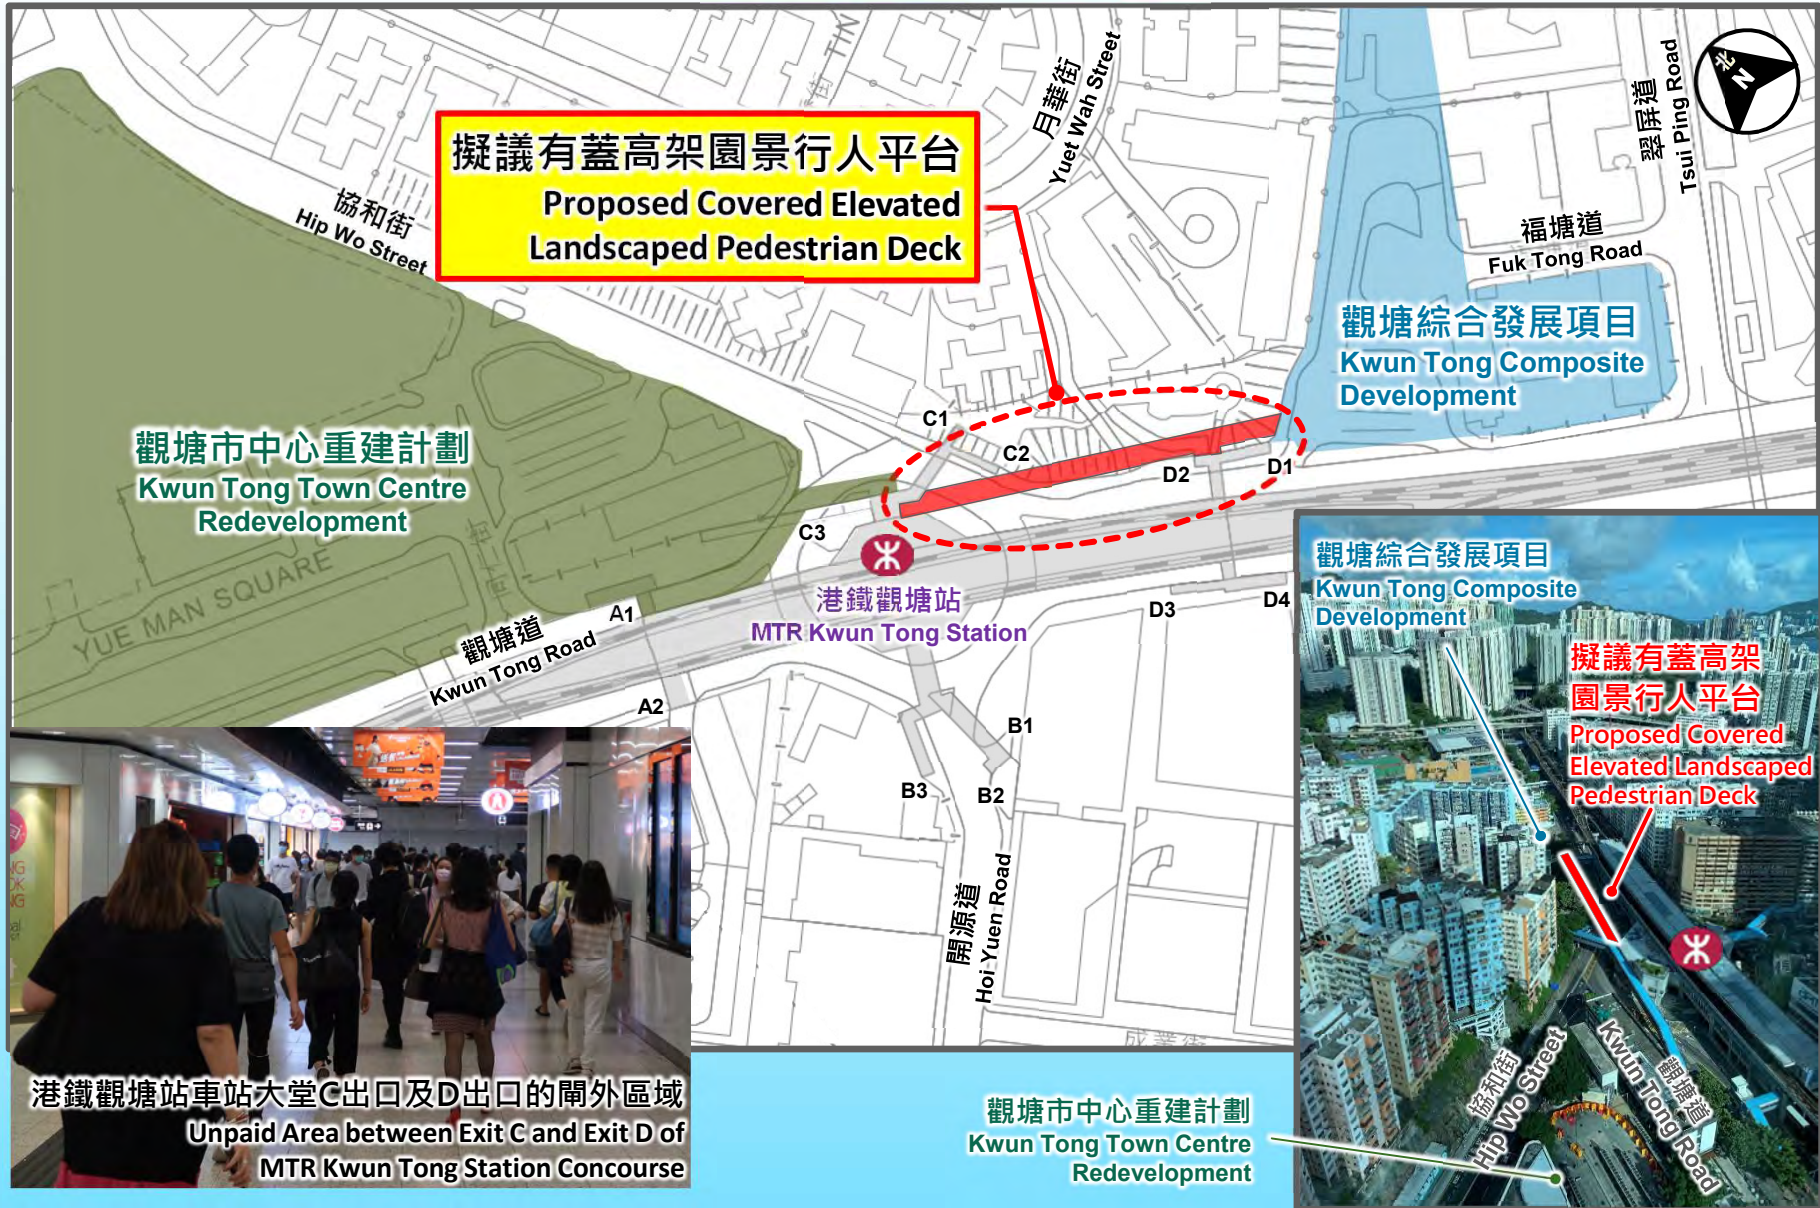 擬議有蓋高架園景行人平台
Proposed Covered Elevated
Landscaped Pedestrian Deck
協和街
Hip Wo Street
月華街
Yuet Wah Street
翠屏道
Tsui Ping Road
北
N
福塘道
Fuk Tong Road
觀塘綜合發展項目
Kwun Tong Composite
Development
觀塘市中心重建計劃
Kwun Tong Town Centre
Redevelopment
YUE MAN SQUARE
觀塘道
Kwun Tong Road
C1
C2
C3
D2
D1
A1
A2
港鐵觀塘站
MTR Kwun Tong Station
D3
D4
B1
B2
B3
開源道
Hoi Yuen Road
成業街
港鐵觀塘站車站大堂C出口及D出口的閘外區域
Unpaid Area between Exit C and Exit D of
MTR Kwun Tong Station Concourse
觀塘綜合發展項目
Kwun Tong Composite
Development
擬議有蓋高架
園景行人平台
Proposed Covered
Elevated Landscaped
Pedestrian Deck
協和街
Hip Wo Street
觀塘道
Kwun Tong Road
觀塘市中心重建計劃
Kwun Tong Town Centre
Redevelopment